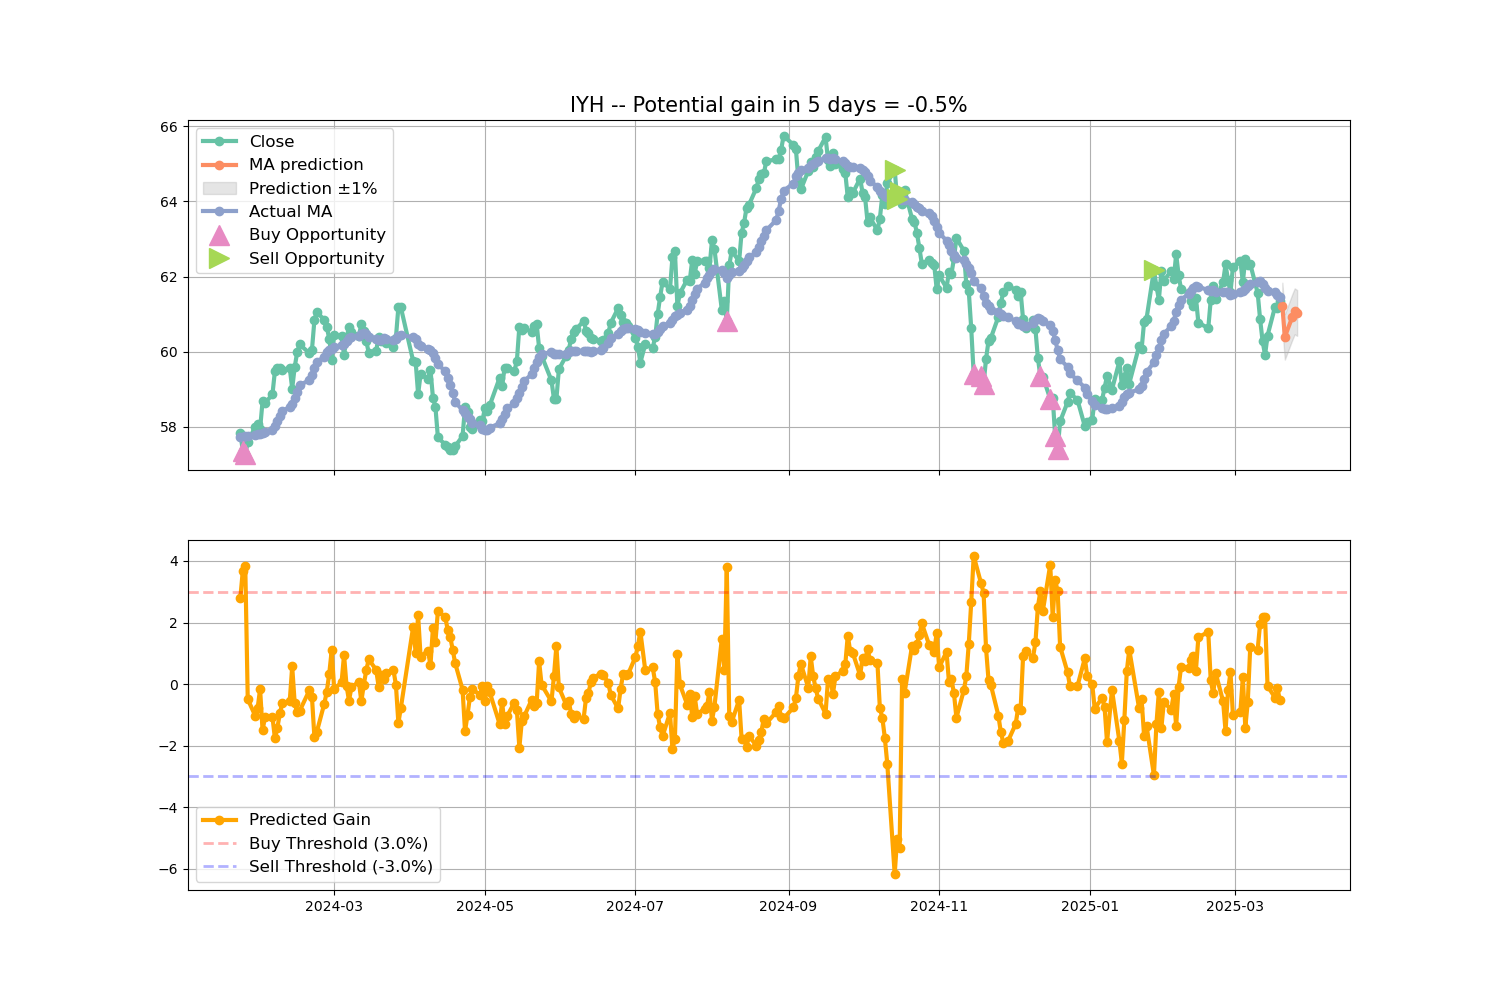 IYH -- Potential gain in 5 days = -0.5%
66
64
62
60
58
Close
MA prediction
Prediction ±1%
Actual MA
Buy Opportunity
Sell Opportunity
4
2
0
−2
−4
−6
Predicted Gain
Buy Threshold (3.0%)
Sell Threshold (-3.0%)
2024-03
2024-05
2024-07
2024-09
2024-11
2025-01
2025-03